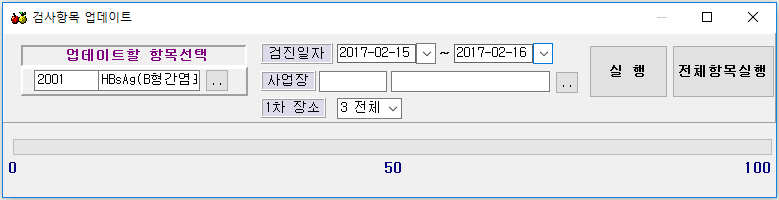 검사항목 업데이트
업데이트할 항목선택
2001 HBsAg(B형간염 ..
검진일자 2017-02-15 ~ 2017-02-16
사업장 ..
1차 장소 3 전체
실 행
전체항목실행
0 50 100